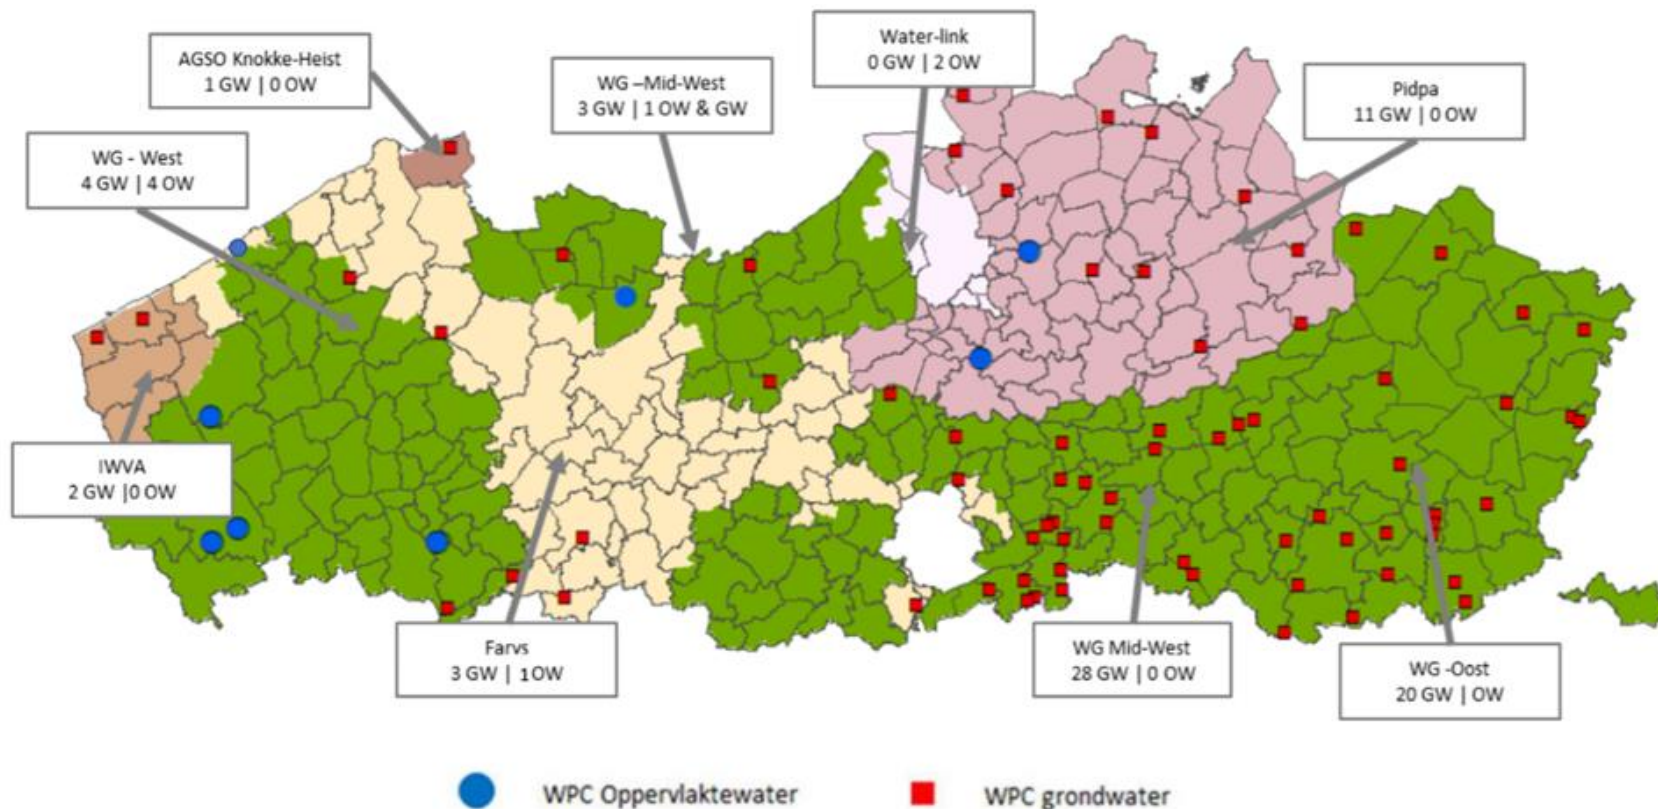 AGSO Knokke-Heist
1 GW | 0 OW
WG –Mid-West
3 GW | 1 OW & GW
Water-link
0 GW | 2 OW
Pidpa
11 GW | 0 OW
WG - West
4 GW | 4 OW
IWVA
2 GW |0 OW
Farvs
3 GW | 1 OW
WG Mid-West
28 GW | 0 OW
WG -Oost
20 GW | OW
WPC Oppervlaktewater
WPC grondwater